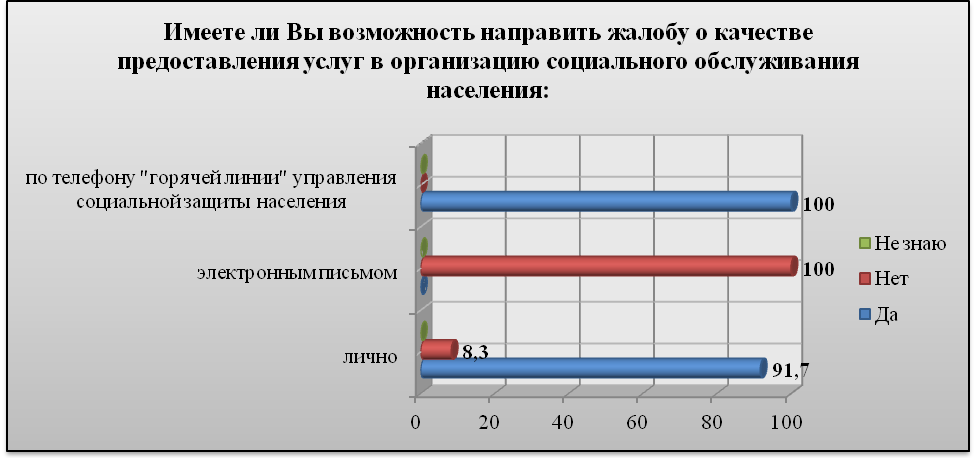 Имеете ли Вы возможность направить жалобу о качестве
предоставления услуг в организацию социального обслуживания
населения:
по телефону "горячей линии" управления
социальной защиты населения
100
электронным письмом
100
лично
8,3
91,7
0 20 40 60 80 100
Не знаю
Нет
Да